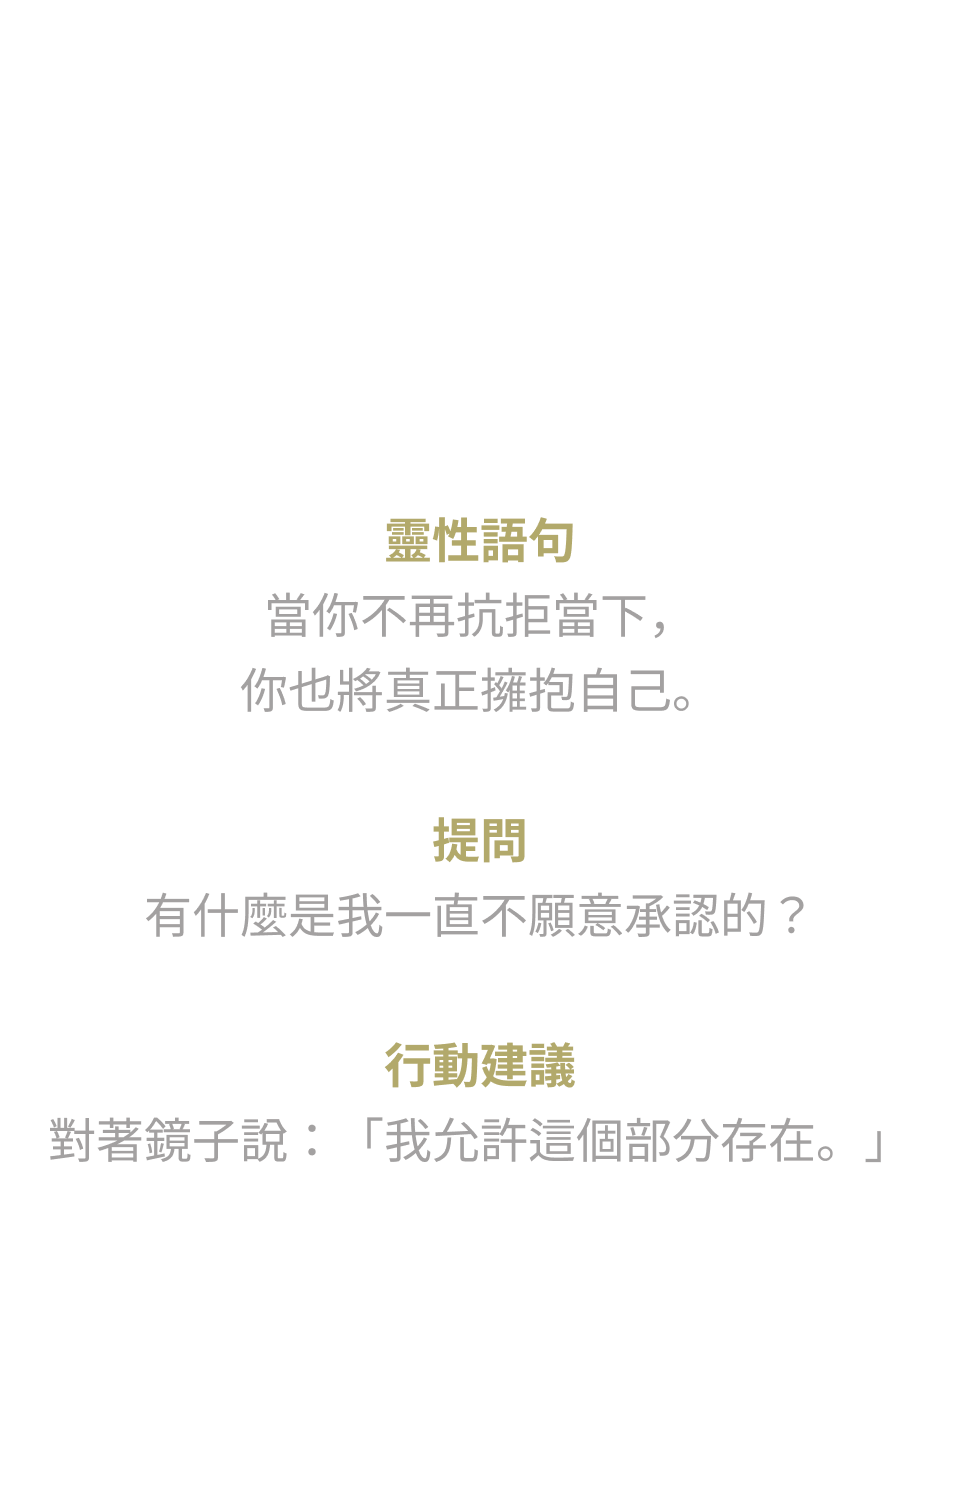 靈性語句
當你不再抗拒當下，
你也將真正擁抱自己。
提問
有什麼是我一直不願意承認的？
行動建議
對著鏡子說：「我允許這個部分存在。」